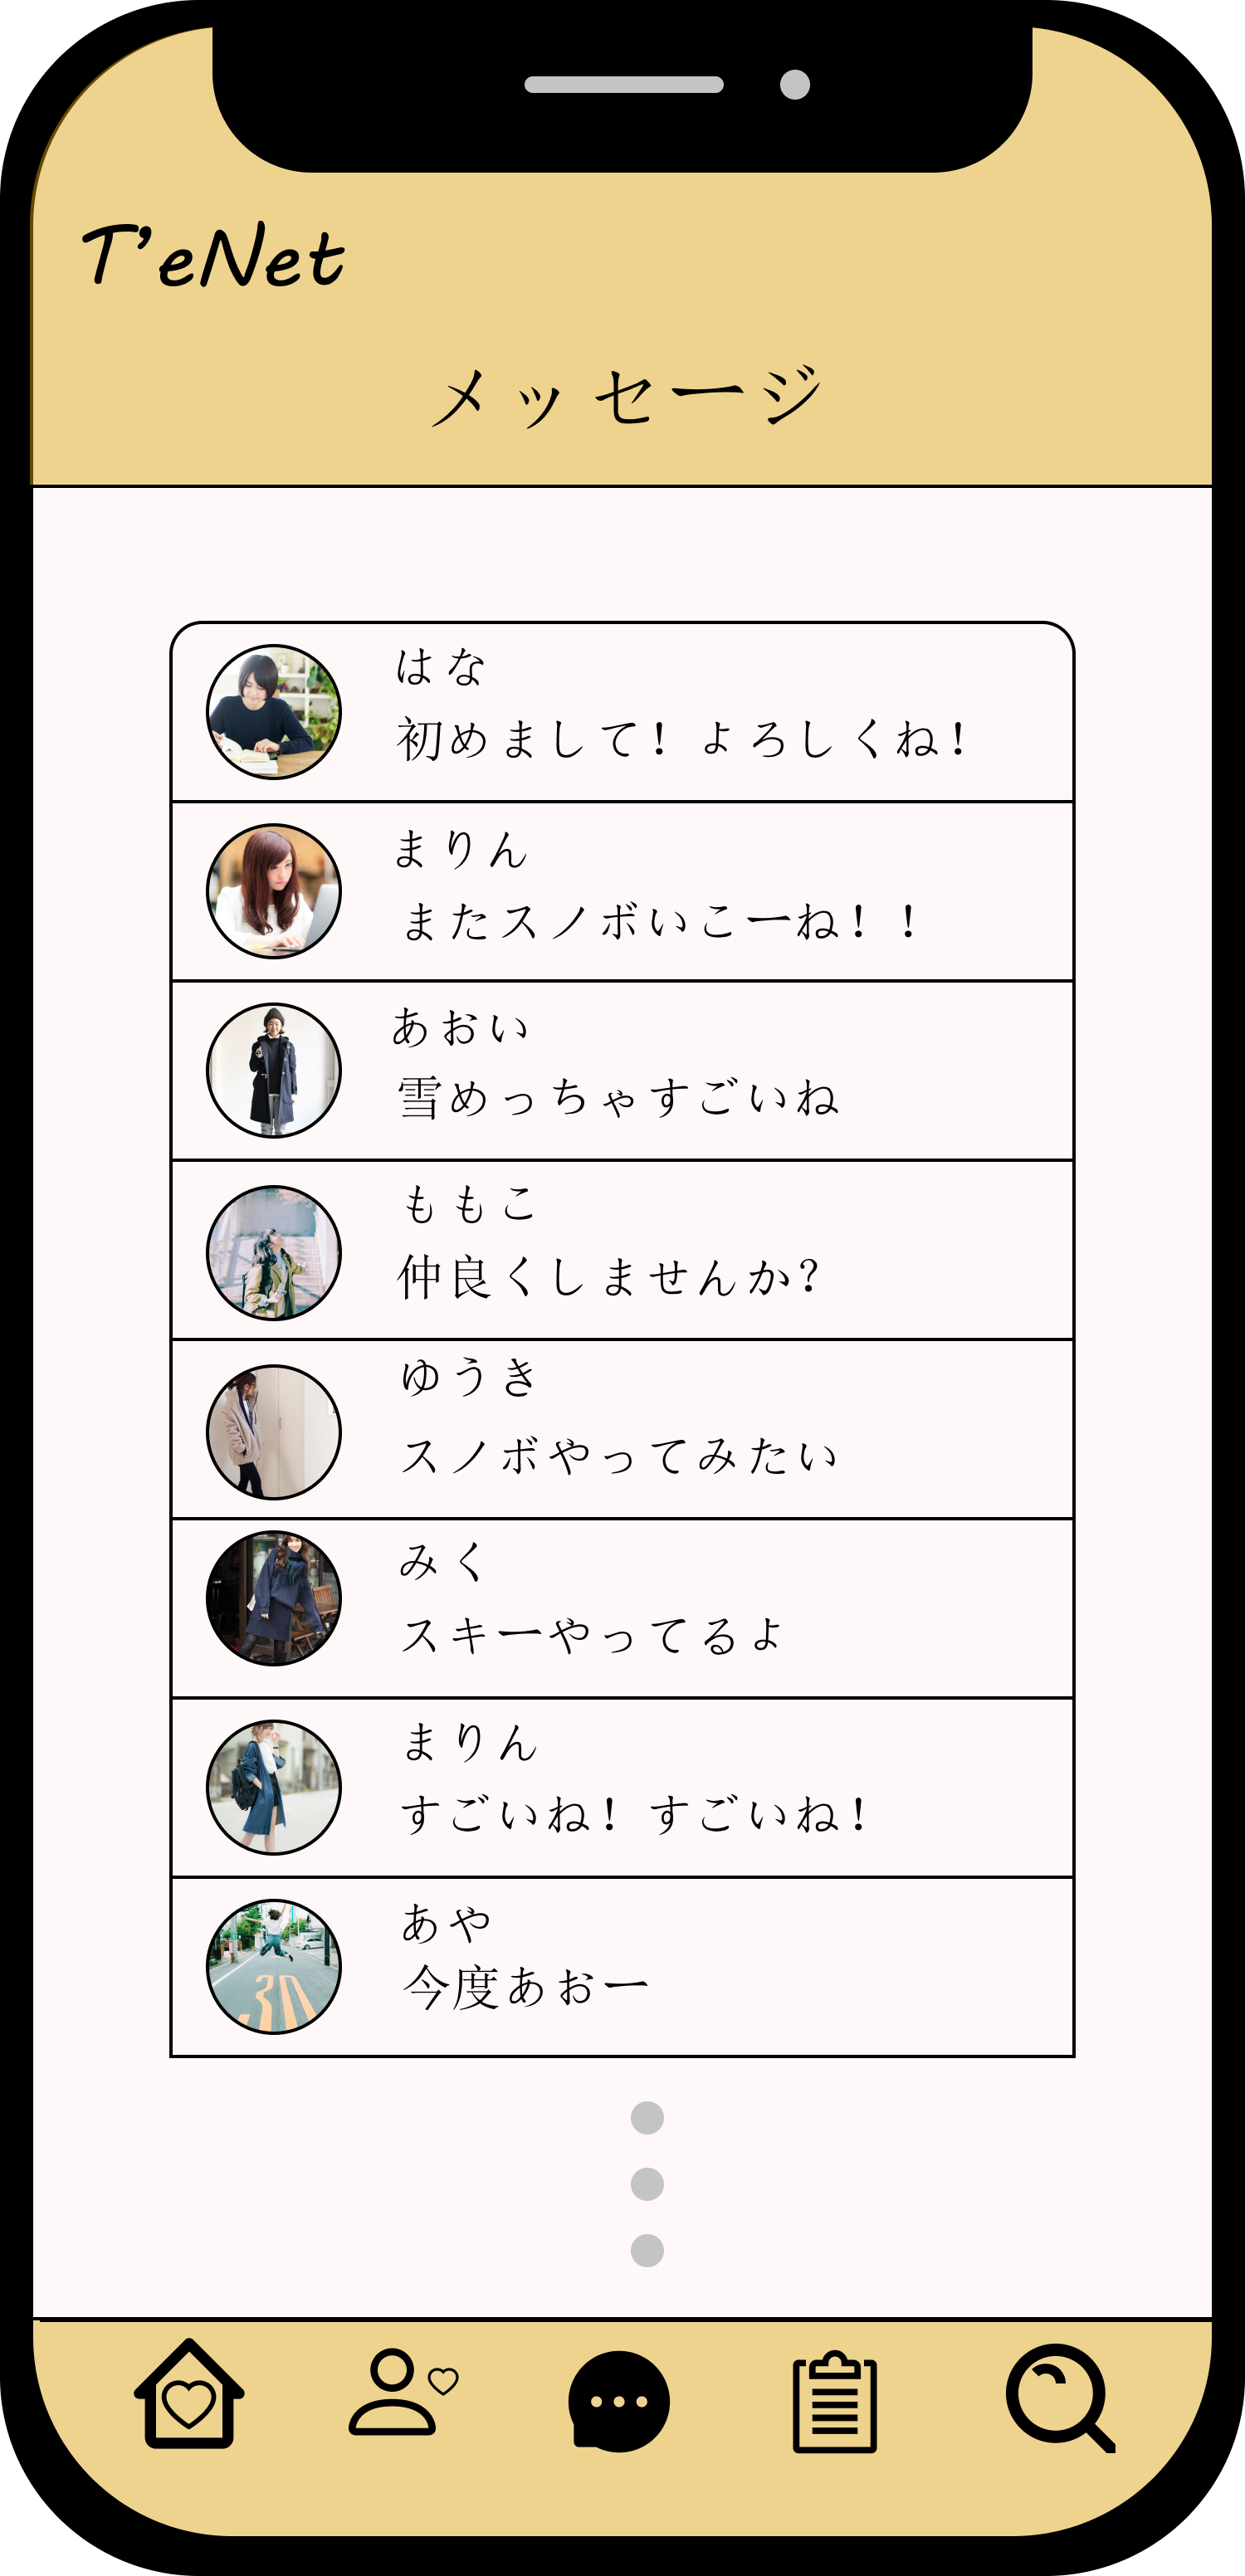 T'eNet
メッセージ
はな
初めまして！よろしくね！
まりん
またスノボいこーね！！
あおい
雪めっちゃすごいね
ももこ
仲良くしませんか？
ゆうき
スノボやってみたい
みく
スキーやってるよ
まりん
すごいね！すごいね！
あや
30
今度あおー